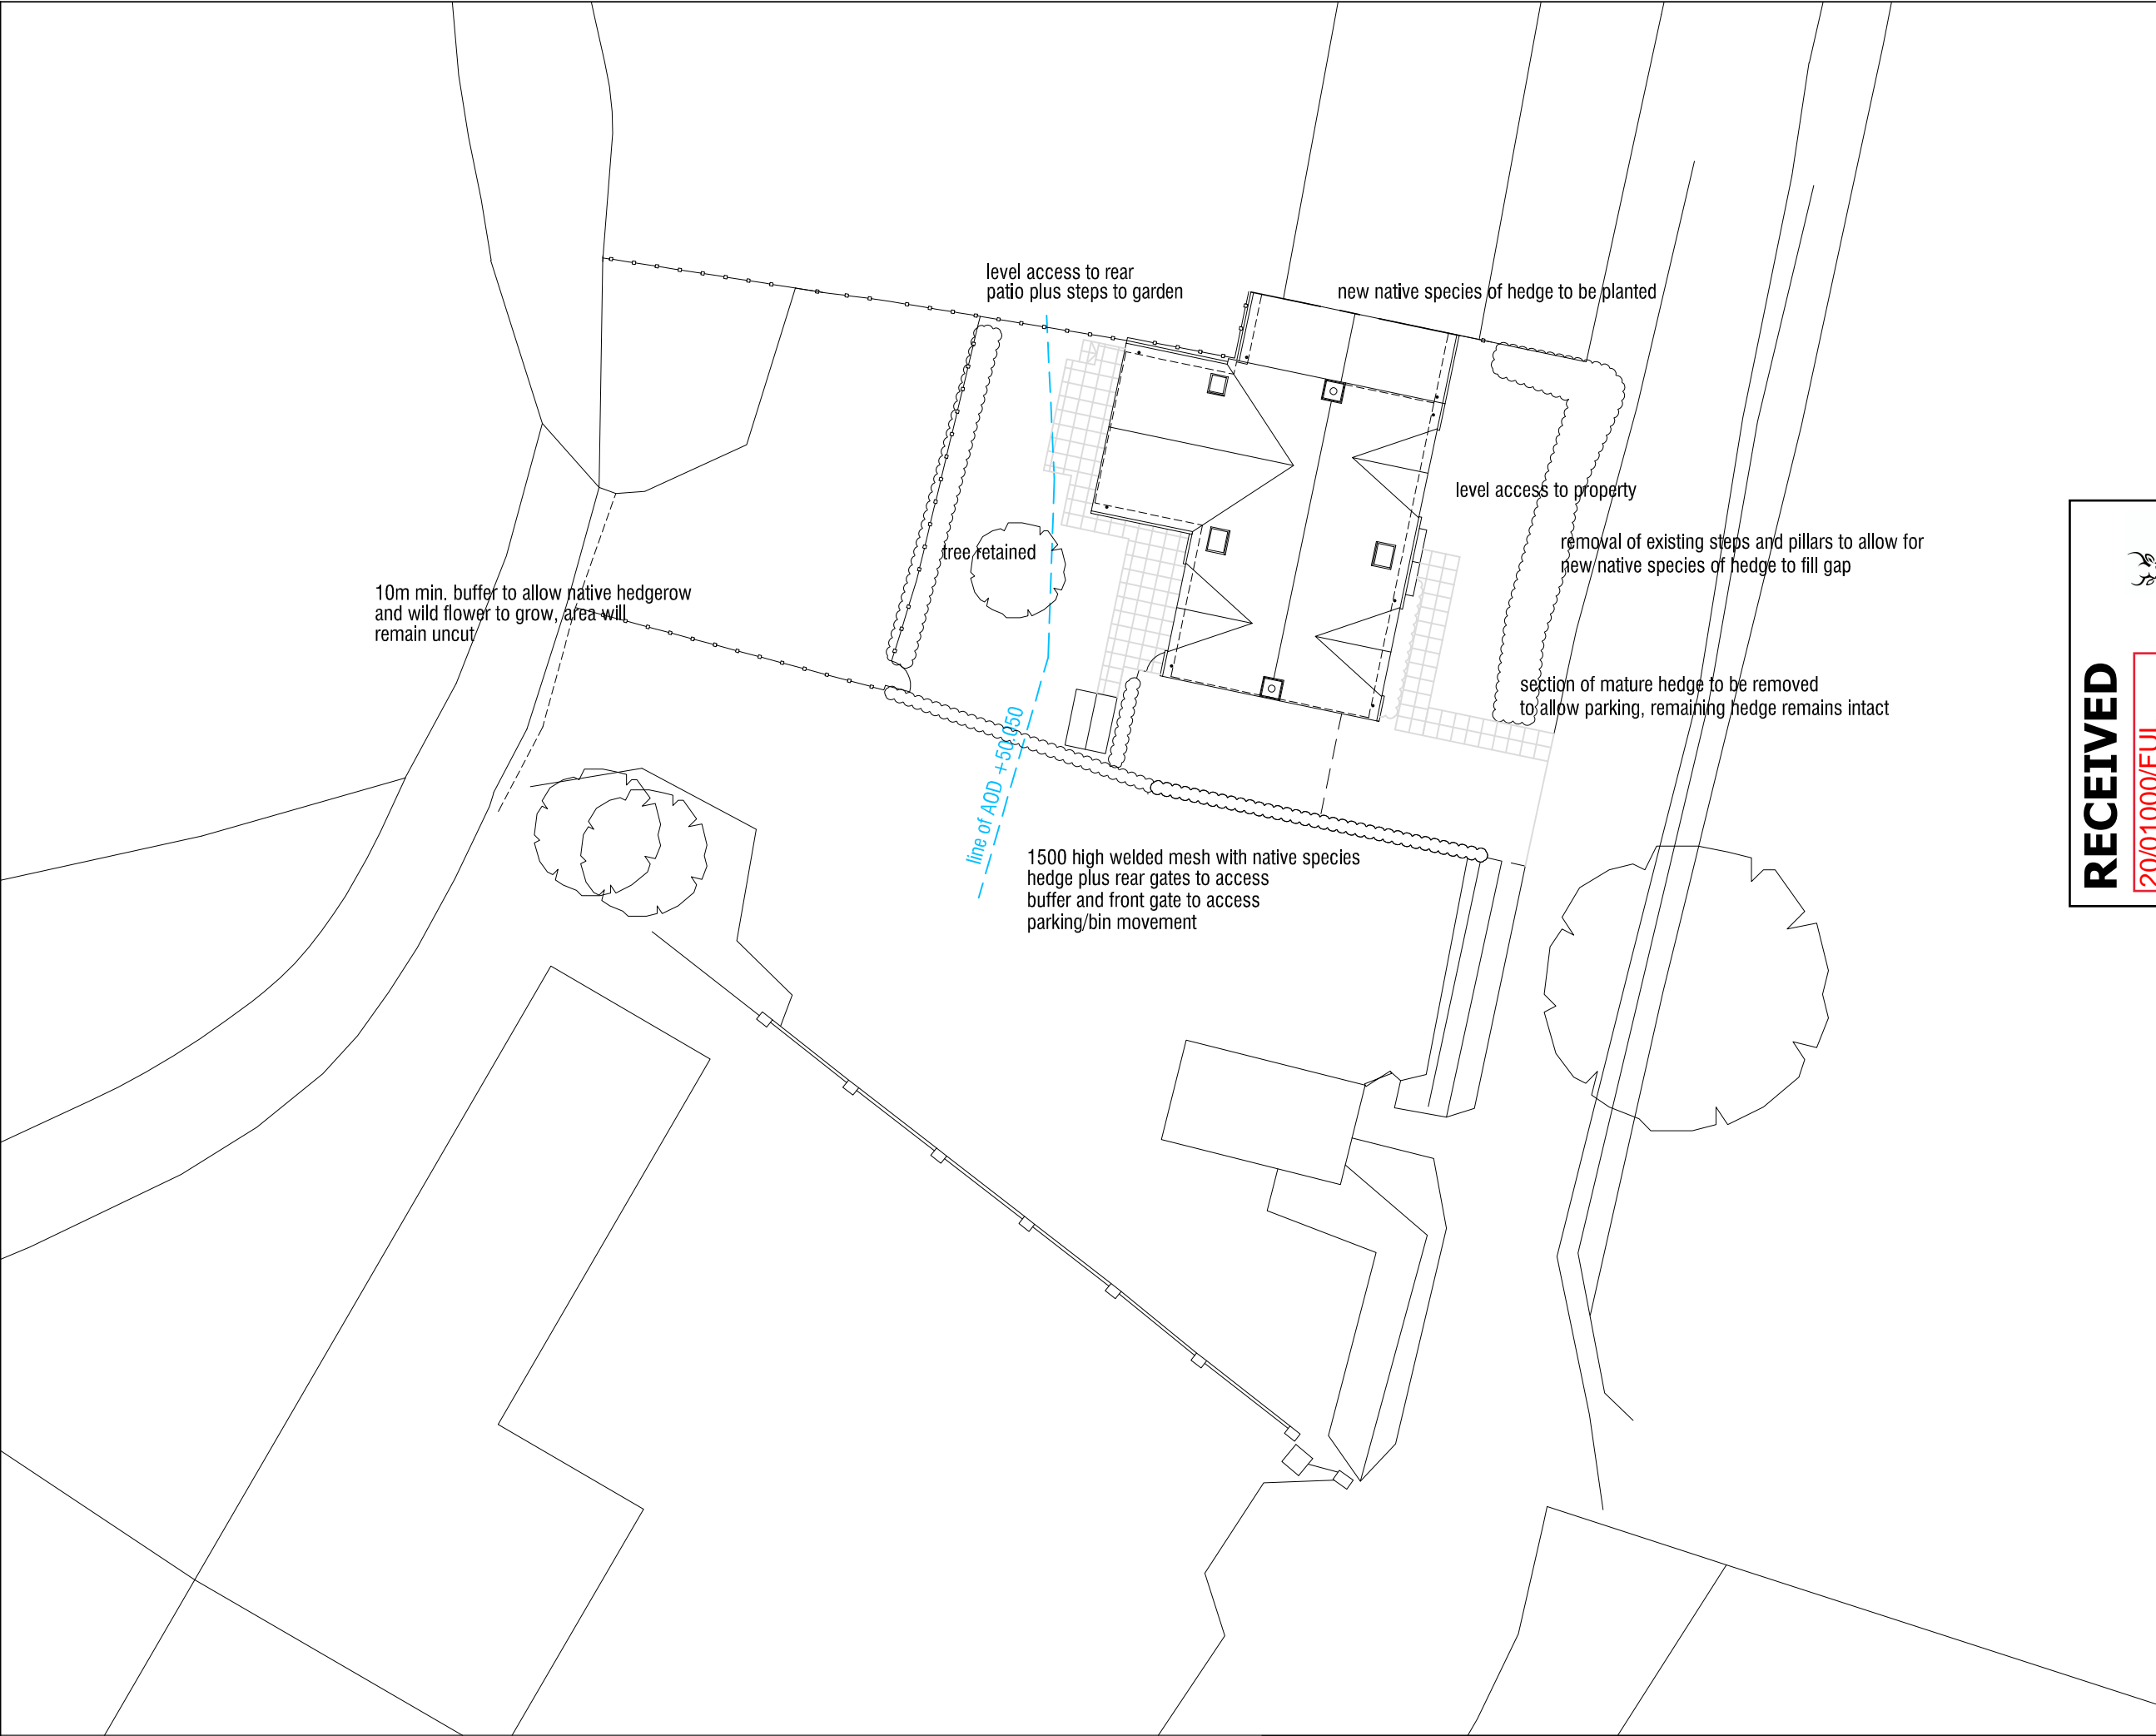 level access to rear
patio plus steps to garden
new native species of hedge to be planted
level access to property
tree retained
removal of existing steps and pillars to allow for
new native species of hedge to fill gap
10m min. buffer to allow native hedgerow
and wild flower to grow, area will
remain uncut
section of mature hedge to be removed
to allow parking, remaining hedge remains intact
line of AOD +50.050
1500 high welded mesh with native species
hedge plus rear gates to access
buffer and front gate to access
parking/bin movement
RECEIVED
20/01000/FUL